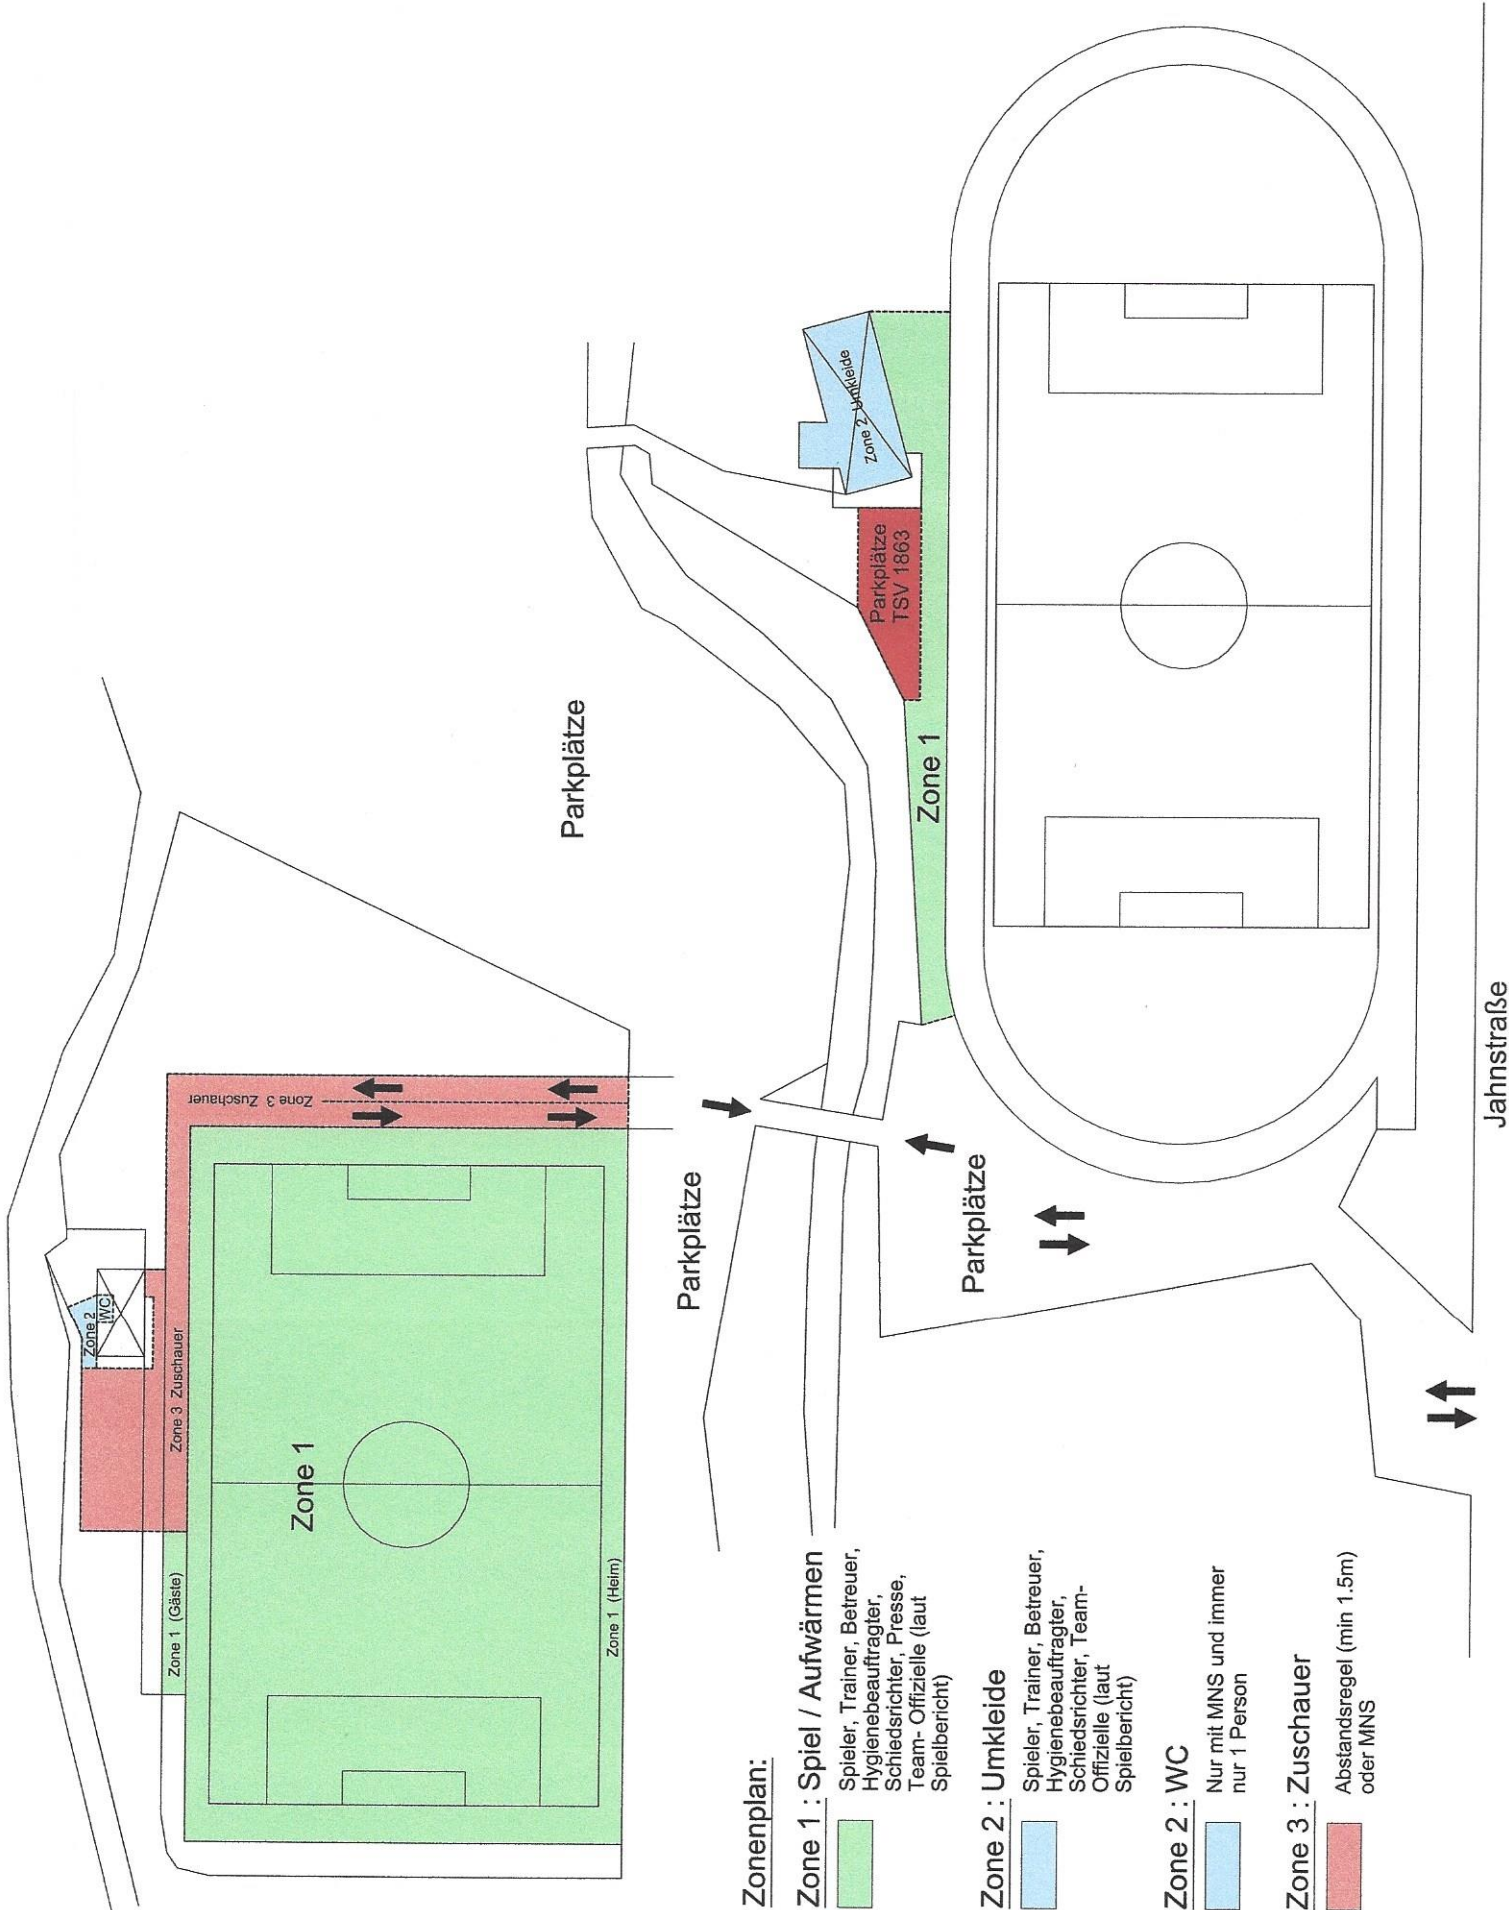 Zone 2
WC
Zone 3 Zuschauer
Zone 3 Zuschauer
Zone 1 (Gäste)
Zone 1
Zone 1 (Heim)
Parkplätze
Parkplätze
Parkplätze
Zone 2 Umkleide
Parkplätze
TSV 1863
Zone 1
Jahnstraße
Zonenplan:
Zone 1 : Spiel / Aufwärmen
Spieler, Trainer, Betreuer,
Hygienebeauftragter,
Schiedsrichter, Presse,
Team- Offizielle (laut
Spielbericht)
Zone 2 : Umkleide
Spieler, Trainer, Betreuer,
Hygienebeauftragter,
Schiedsrichter, Team-
Offizielle (laut
Spielbericht)
Zone 2 : WC
Nur mit MNS und immer
nur 1 Person
Zone 3 : Zuschauer
Abstandsregel (min 1.5m)
oder MNS